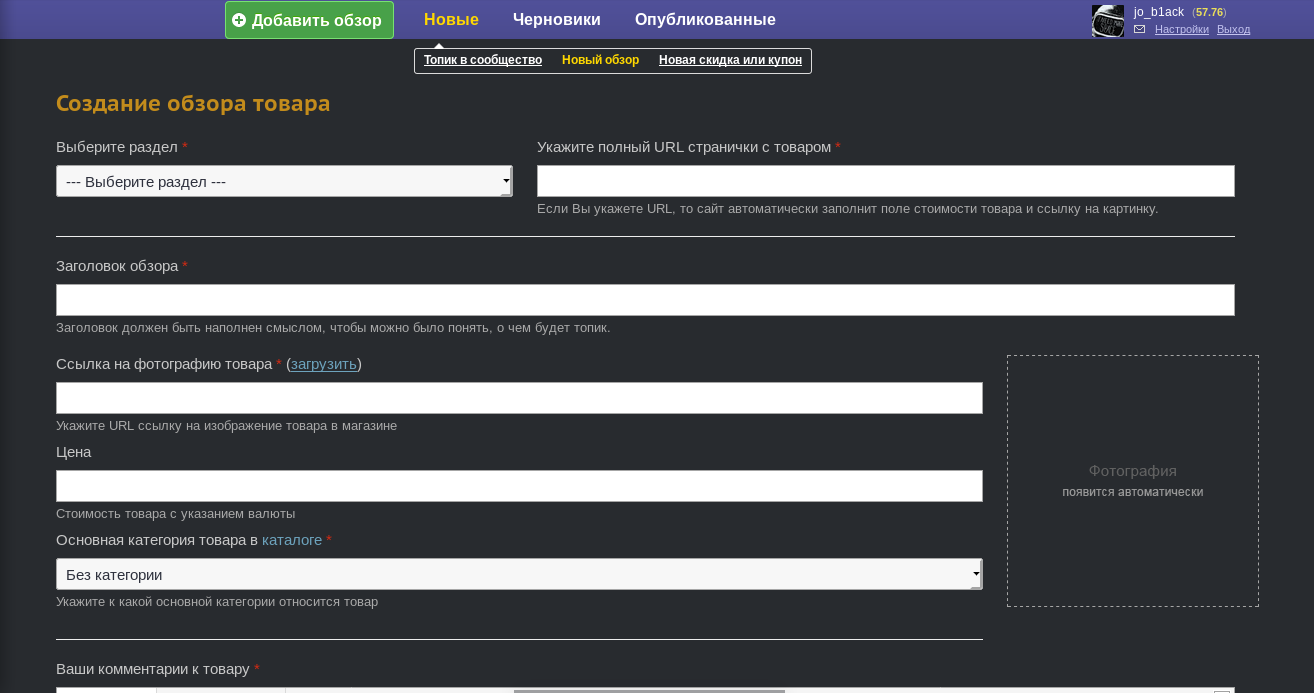 Добавить обзор
Новые
Черновики
Опубликованные
jo_b1ack (57.76)
Настройки Выход
Топик в сообщество
Новый обзор
Новая скидка или купон
Создание обзора товара
Выберите раздел *
Укажите полный URL странички с товаром *
--- Выберите раздел ---
Если Вы укажете URL, то сайт автоматически заполнит поле стоимости товара и ссылку на картинку.
Заголовок обзора *
Заголовок должен быть наполнен смыслом, чтобы можно было понять, о чем будет топик.
Ссылка на фотографию товара * (загрузить)
Укажите URL ссылку на изображение товара в магазине
Цена
Фотография
появится автоматически
Стоимость товара с указанием валюты
Основная категория товара в каталоге *
Без категории
Укажите к какой основной категории относится товар
Ваши комментарии к товару *